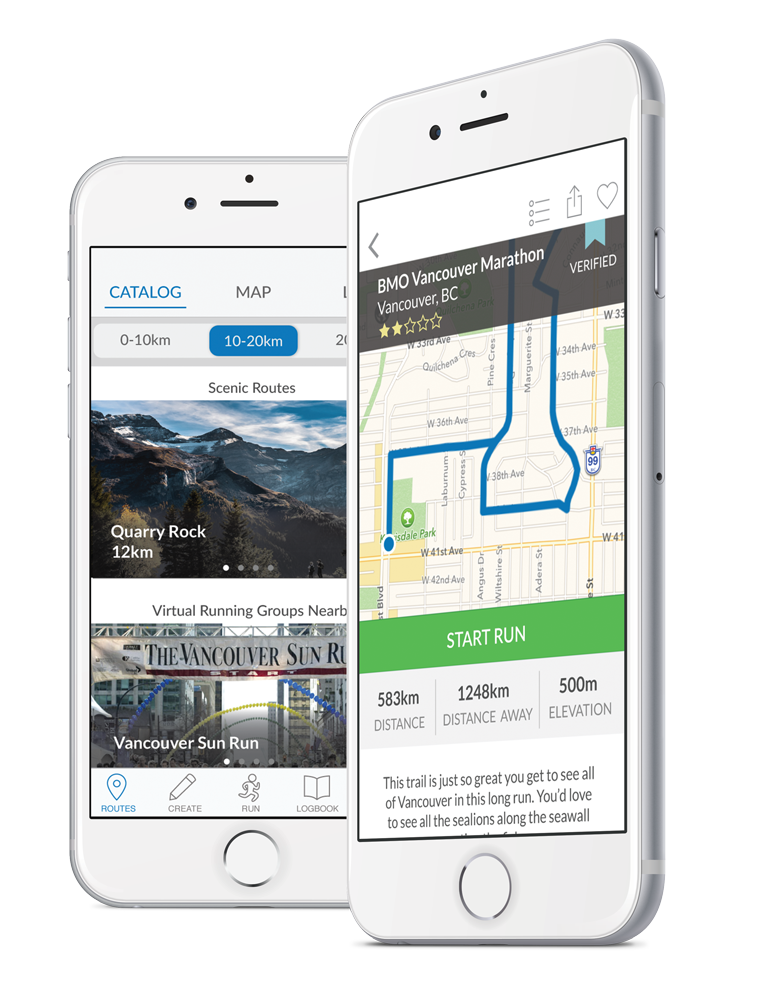 CATALOG
MAP
0-10km
10-20km
20
Scenic Routes
Quarry Rock
12km
Virtual Running Groups Nearb
THE VANCOUVER SUN RU
START
Vancouver Sun Run
ROUTES
CREATE
RUN
LOGBOOK
BMO Vancouver Marathon
Vancouver, BC
VERIFIED
W 33
W 33rd Ave
Quilchena Cres
Pine Cres
Marguerite St
W 34th Ave
W 35th Ave
W 36th Ave
W 37th Ave
Laburnum
Cypress S
W 38th Ave
99
Kerrisdale Park
W 41st Ave
W 41
W 42nd Ave
Angus Dr
Wiltshire St
Adera St
st Blvd
e St
START RUN
583km
DISTANCE
1248km
DISTANCE AWAY
500m
ELEVATION
This trail is just so great you get to see all
of Vancouver in this long run. You'd love
to see all the sealions along the seawall